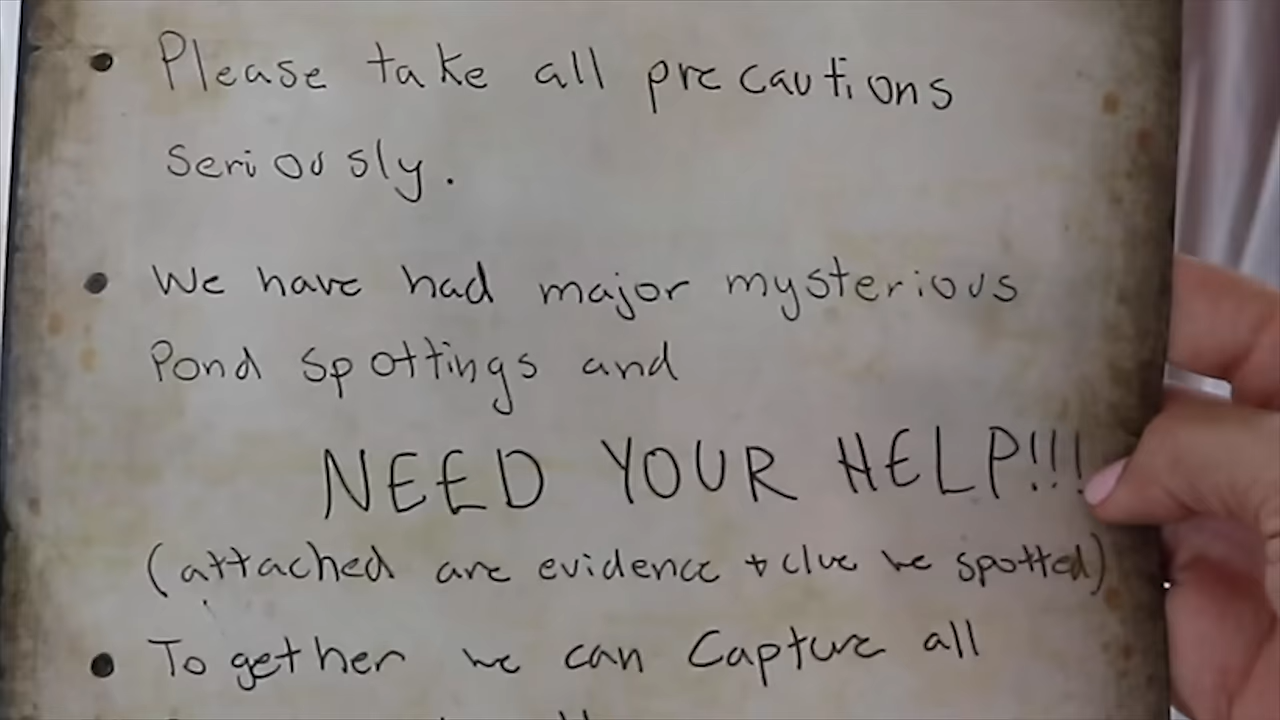 • Please take all precautions
seriously.
• We have had major mysterious
Pond spottings and
NEED YOUR HELP!!!
(attached are evidence + clue we spotted)
• Together we can Capture all